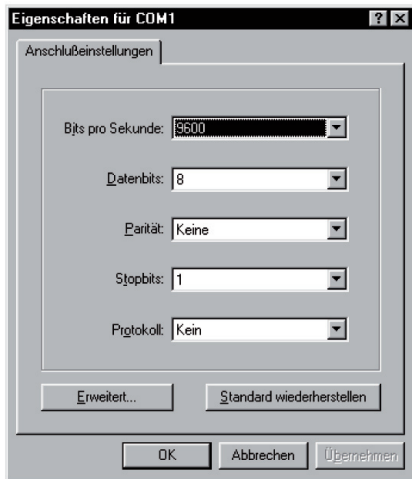 Eigenschaften für COM1
Anschlußeinstellungen
Bits pro Sekunde: 9600
Datenbits: 8
Parität: Keine
Stopbits: 1
Protokoll: Kein
Erweitert... Standard wiederherstellen
OK Abbrechen Übernehmen